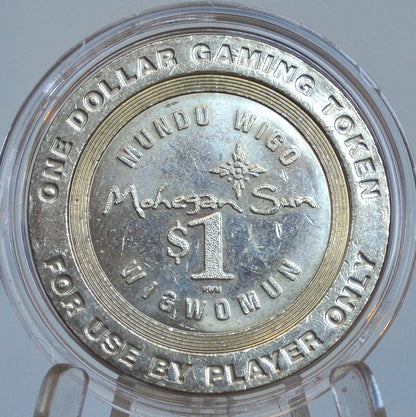 ONE DOLLAR GAMING TOKEN
MUNDU WIGO
Mohegan Sun
$1
WIGWOMUN
FOR USE BY PLAYER ONLY